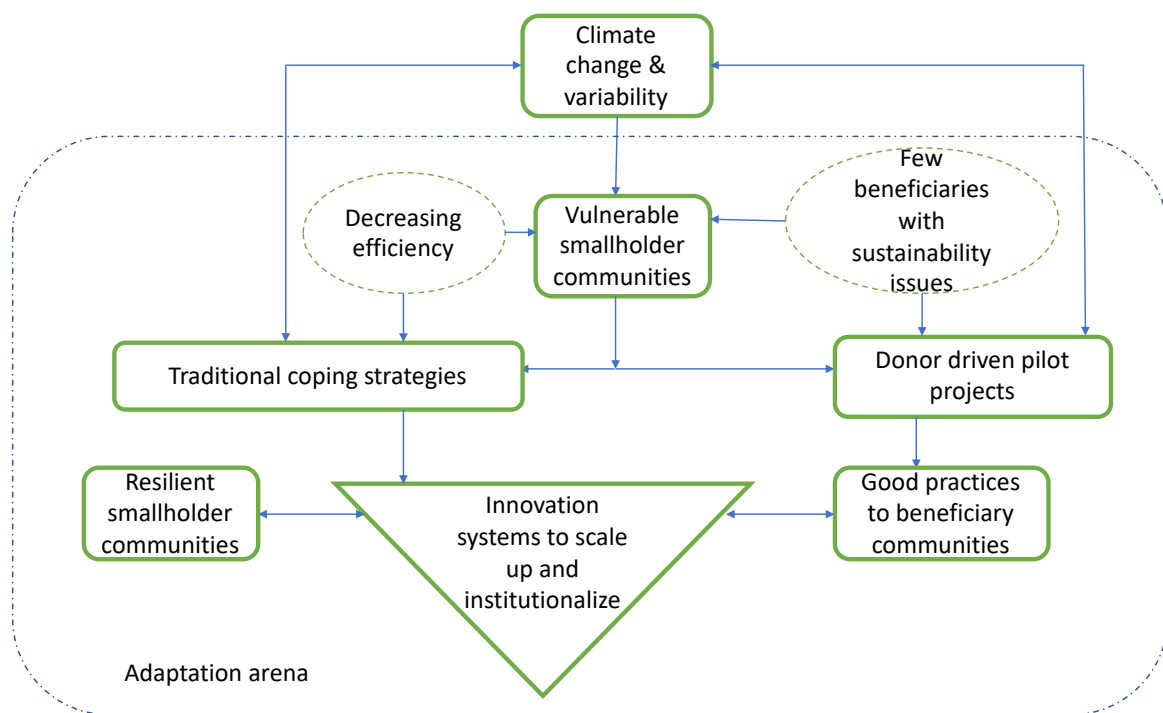 Climate
change &
variability
Few
beneficiaries
with
sustainability
issues
Decreasing
efficiency
Vulnerable
smallholder
communities
Traditional coping strategies
Donor driven pilot
projects
Resilient
smallholder
communities
Innovation
systems to scale
up and
institutionalize
Good practices
to beneficiary
communities
Adaptation arena